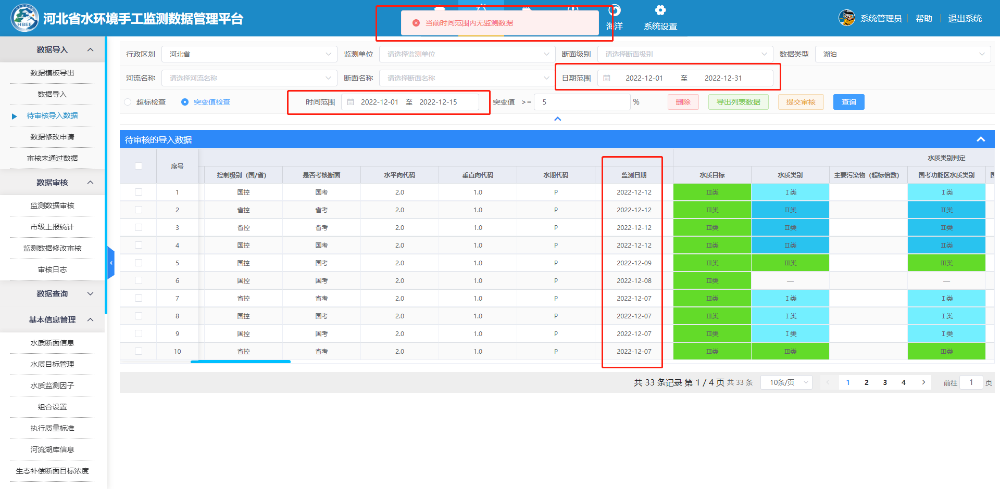 河北省水环境手工监测数据管理平台
HBEE
当前时间范围内无监测数据
海洋
系统设置
系统管理员 帮助 退出系统
数据导入
数据模板导出
数据导入
待审核导入数据
数据修改申请
审核未通过数据
数据审核
监测数据审核
市级上报统计
监测数据修改审核
审核日志
数据查询
基本信息管理
水质断面信息
水质目标管理
水质监测因子
组合设置
执行质量标准
河流湖库信息
生态补偿断面目标浓度
行政区划 河北省 监测单位 请选择监测单位 断面级别 请选择断面级别 数据类型 湖泊
河流名称 请选择河流名称 断面名称 请选择断面名称 日期范围 2022-12-01 至 2022-12-31
超标检查 突变值检查 时间范围 2022-12-01 至 2022-12-15 突变值 >= 5 % 删除 导出列表数据 提交审核 查询
待审核的导入数据
序号 水质类别判定
控制级别（国/省） 是否考核断面 水平向代码 垂直向代码 水期代码 监测日期 水质目标 水质类别 主要污染物（超标倍数） 国考功能区水质类别
1 国控 国考 2.0 1.0 P 2022-12-12 Ⅲ类 Ⅰ类 Ⅰ类
2 省控 省考 2.0 1.0 P 2022-12-12 Ⅲ类 Ⅱ类 Ⅱ类
3 省控 省考 2.0 1.0 P 2022-12-12 Ⅲ类 Ⅱ类 Ⅱ类
4 国控 国考 2.0 1.0 P 2022-12-12 Ⅲ类 Ⅱ类 Ⅱ类
5 国控 国考 2.0 1.0 P 2022-12-09 Ⅲ类 Ⅲ类 Ⅲ类
6 国控 国考 2.0 1.0 P 2022-12-08 Ⅲ类 — —
7 省控 省考 2.0 1.0 P 2022-12-07 Ⅲ类 Ⅰ类 Ⅰ类
8 国控 国考 2.0 1.0 P 2022-12-07 Ⅲ类 Ⅰ类 Ⅰ类
9 国控 国考 2.0 1.0 P 2022-12-07 Ⅲ类 Ⅰ类 Ⅰ类
10 省控 省考 2.0 1.0 P 2022-12-07 Ⅲ类 Ⅲ类 Ⅲ类
共 33 条记录 第 1 / 4 页 共 33 条 10条/页 1 2 3 4 前往 1 页